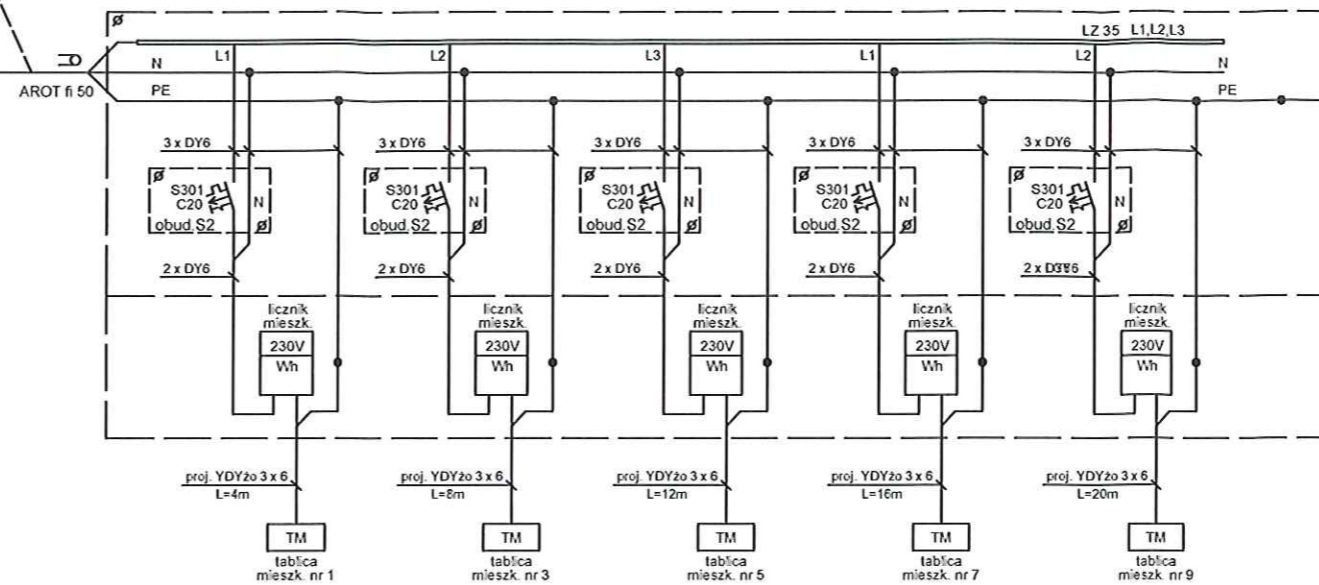 LZ 35 L1,L2,L3
L1 L2 L3 L1 L2
N N
AROT fi 50 PE PE
3 x DY6 3 x DY6 3 x DY6 3 x DY6 3 x DY6
S301 S301 S301 S301 S301
C20 N C20 N C20 N C20 N C20 N
obud.S2 obud.S2 obud.S2 obud.S2 obud.S2
2 x DY6 2 x DY6 2 x DY6 2 x DY6
licznik licznik licznik licznik licznik
mieszk. mieszk. mieszk. mieszk. mieszk.
230V 230V 230V 230V 230V
Wh Wh Wh Wh Wh
proj. YDYżo 3 x 6 proj. YDYżo 3 x 6 proj. YDYżo 3 x 6 proj. YDYżo 3 x 6 proj. YDYżo 3 x 6
L=4m L=8m L=12m L=16m L=20m
TM TM TM TM TM
tablica tablica tablica tablica tablica
mieszk. nr 1 mieszk. nr 3 mieszk. nr 5 mieszk. nr 7 mieszk. nr 9